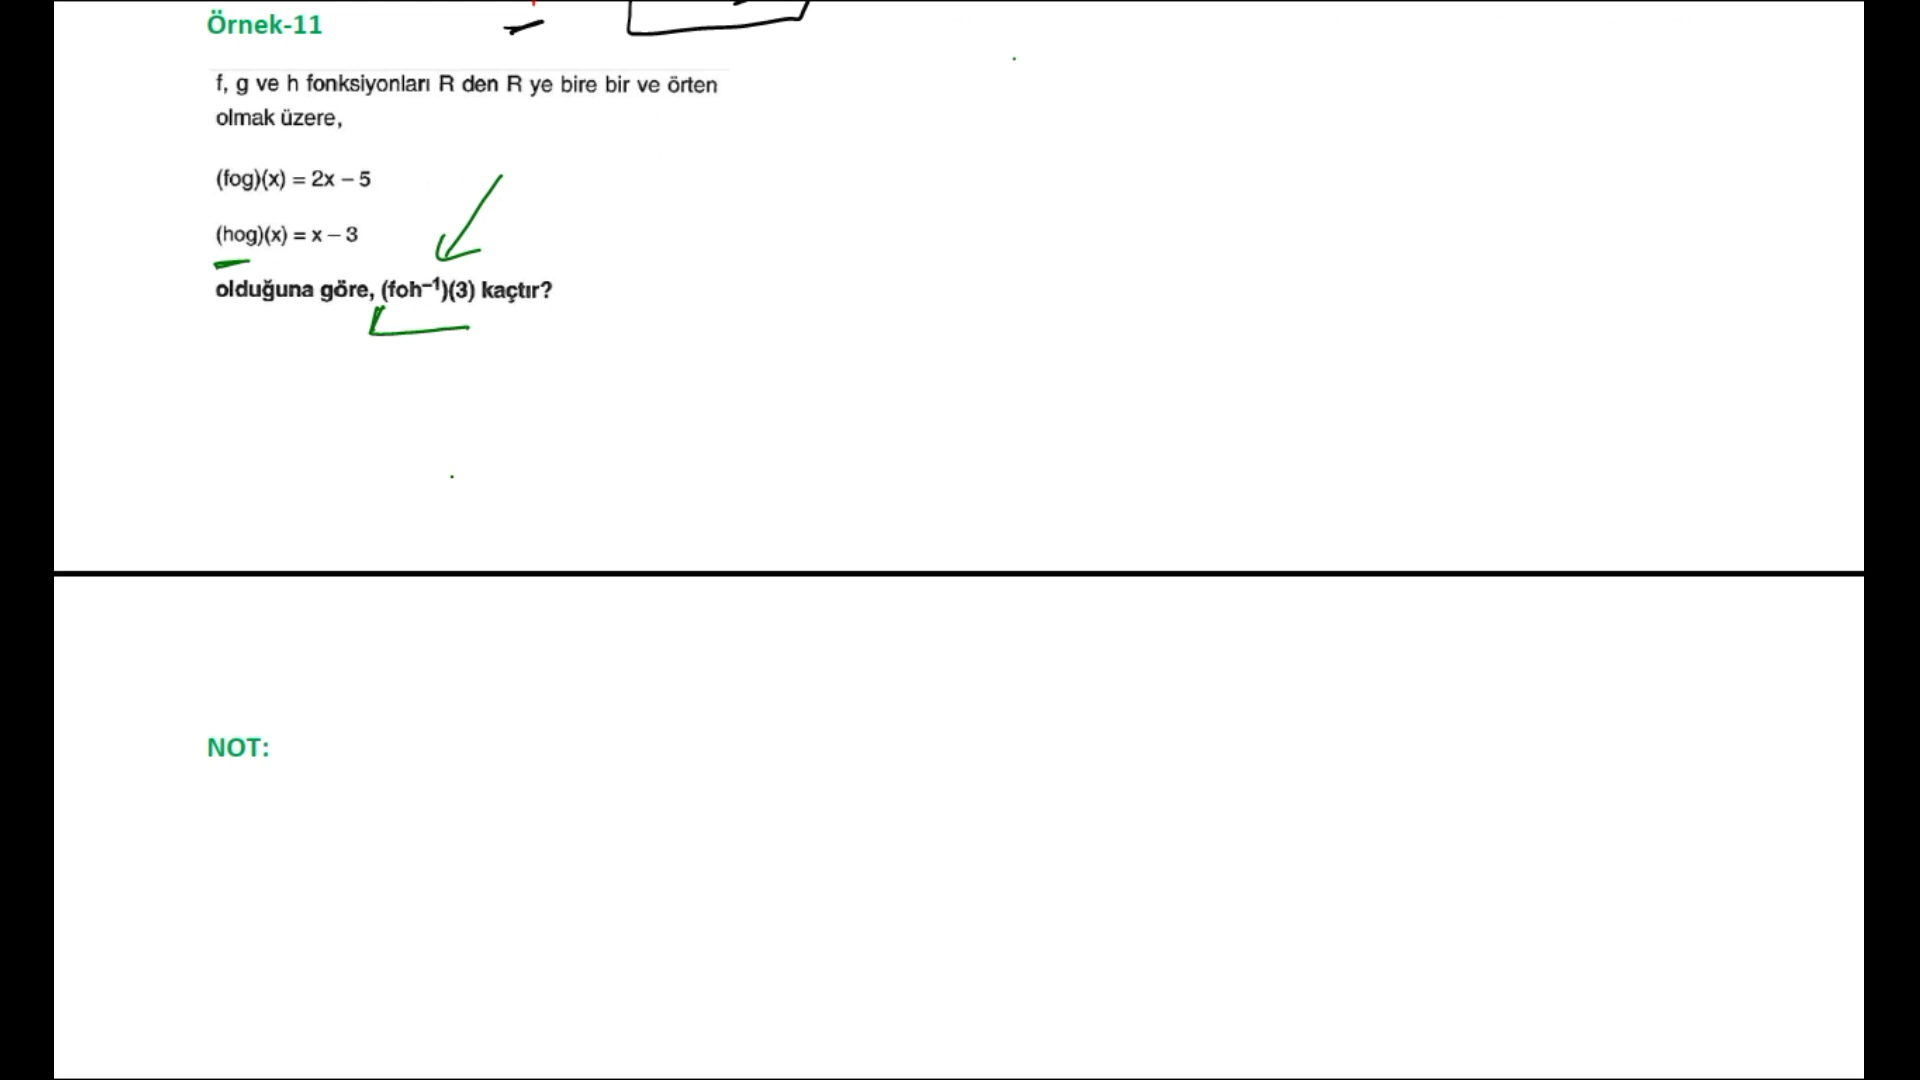 Örnek-11
f, g ve h fonksiyonları R den R ye bire bir ve örten
olmak üzere,
(fog)(x) = 2x – 5
(hog)(x) = x – 3
olduğuna göre, (foh⁻¹)(3) kaçtır?
NOT: